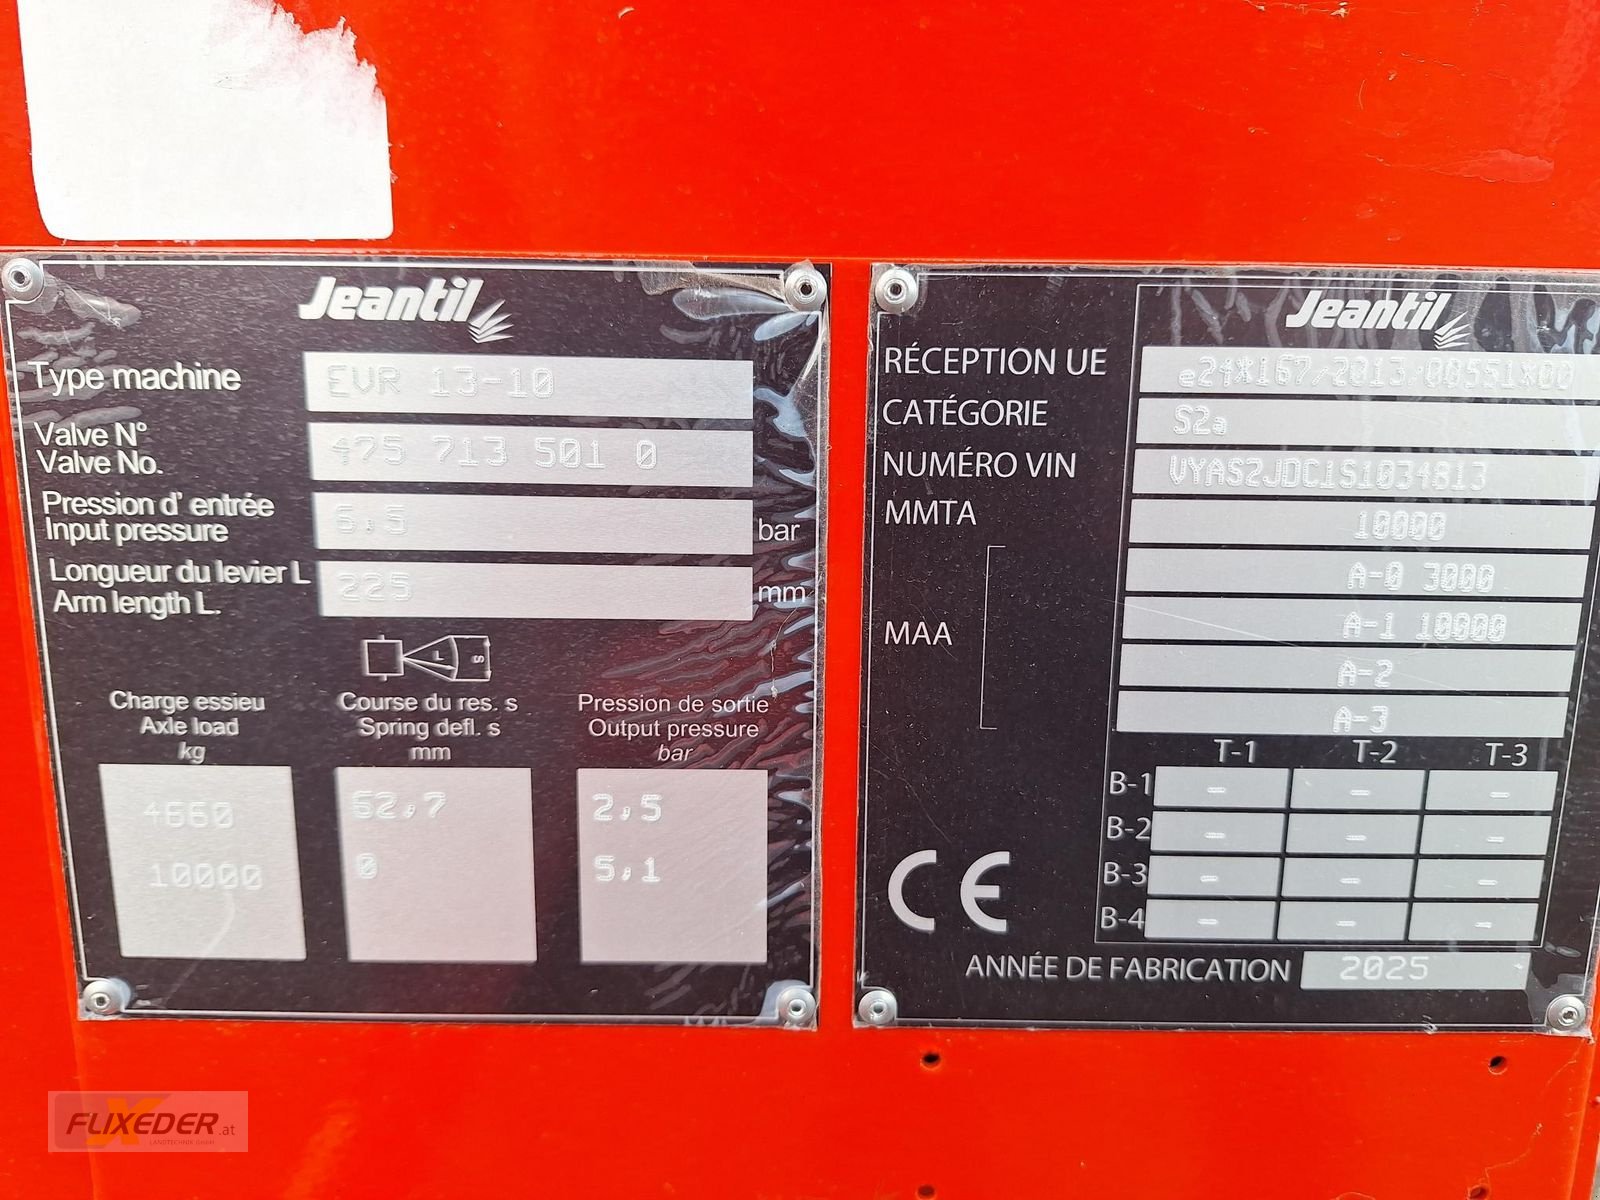 Jeantil
Type machine EVR 13-10
Valve N°
Valve No. 475 713 501 0
Pression d' entrée
Input pressure 6,5 bar
Longueur du levier L
Arm length L. 225 mm
L s
Charge essieu Course du res. s Pression de sortie
Axle load Spring defl. s Output pressure
kg mm bar
4660 62,7 2,5
10000 0 5,1
Jeantil
RÉCEPTION UE e24*167/2013/00551*00
CATÉGORIE S2a
NUMÉRO VIN VYAS2JDC1S1034813
MMTA 10000
A-0 3000
A-1 10000
MAA
A-2
A-3
T-1 T-2 T-3
B-1 - - -
B-2 - - -
B-3 - - -
B-4 - - -
CE
ANNÉE DE FABRICATION 2025
FLIXEDER.at
LANDTECHNIK GMBH